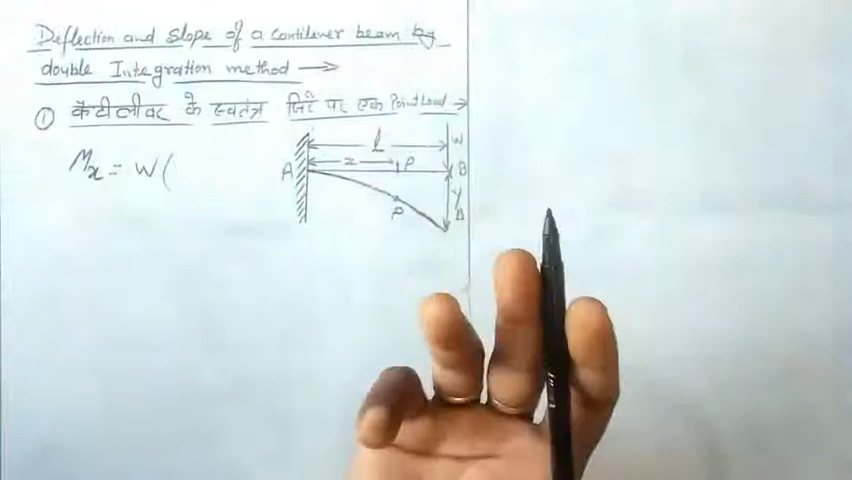 Deflection and slope of a cantilever beam by
double Integration method →
① कैंटीलीवर के स्वतंत्र सिरे पर एक Point Load →
l
W
x P
A B
Mx = W(
y
B
P